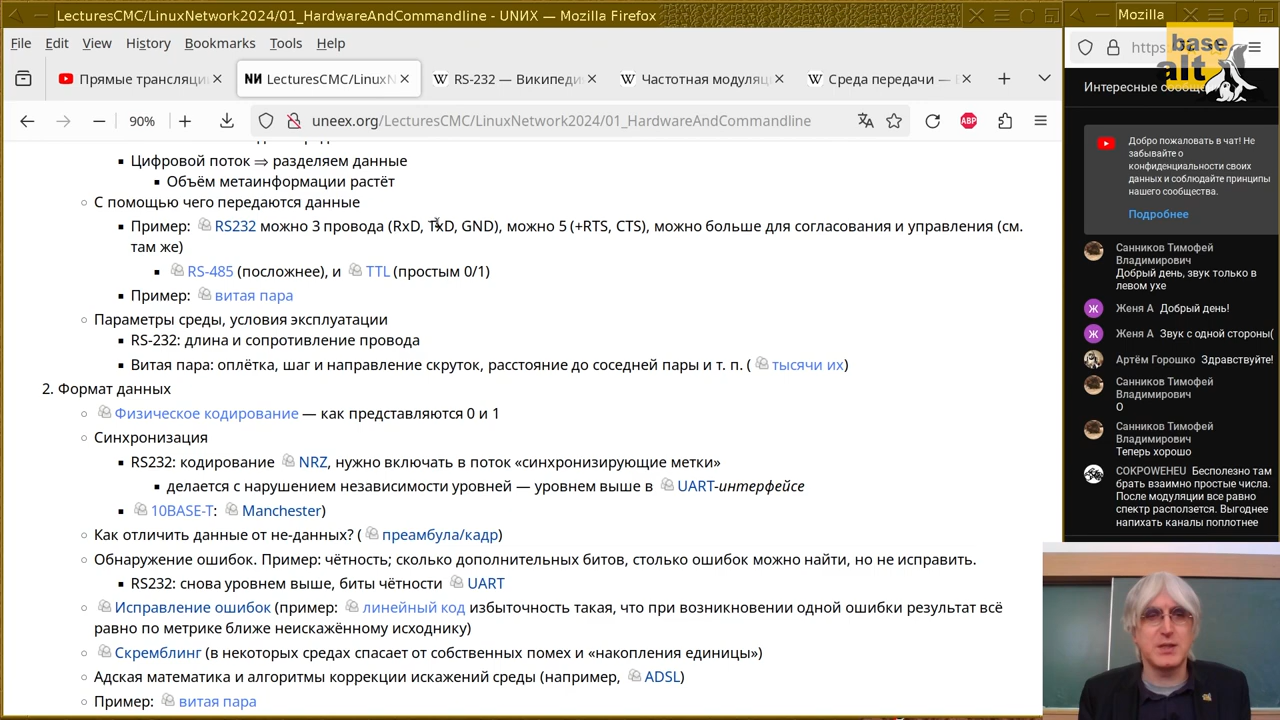 LecturesCMC/LinuxNetwork2024/01_HardwareAndCommandline - UNИX — Mozilla Firefox
File Edit View History Bookmarks Tools Help
Прямые трансляци
ИИ LecturesCMC/LinuxN
W RS-232 — Википеди
W Частотная модуляц
W Среда передачи —
90%
uneex.org/LecturesCMC/LinuxNetwork2024/01_HardwareAndCommandline
ABP
Цифровой поток ⇒ разделяем данные
Объём метаинформации растёт
С помощью чего передаются данные
Пример: RS232 можно 3 провода (RxD, TxD, GND), можно 5 (+RTS, CTS), можно больше для согласования и управления (см.
там же)
RS-485 (посложнее), и TTL (простым 0/1)
Пример: витая пара
Параметры среды, условия эксплуатации
RS-232: длина и сопротивление провода
Витая пара: оплётка, шаг и направление скруток, расстояние до соседней пары и т. п. ( тысячи их)
2. Формат данных
Физическое кодирование — как представляются 0 и 1
Синхронизация
RS232: кодирование NRZ, нужно включать в поток «синхронизирующие метки»
делается с нарушением независимости уровней — уровнем выше в UART-интерфейсе
10BASE-T: Manchester)
Как отличить данные от не-данных? ( преамбула/кадр)
Обнаружение ошибок. Пример: чётность; сколько дополнительных битов, столько ошибок можно найти, но не исправить.
RS232: снова уровнем выше, биты чётности UART
Исправление ошибок (пример: линейный код избыточность такая, что при возникновении одной ошибки результат всё
равно по метрике ближе неискажённому исходнику)
Скремблинг (в некоторых средах спасает от собственных помех и «накопления единицы»)
Адская математика и алгоритмы коррекции искажений среды (например, ADSL)
Пример: витая пара
Mozilla
https
base
alt
Интересные сообще
Добро пожаловать в чат! Не
забывайте о
конфиденциальности своих
данных и соблюдайте принципы
нашего сообщества.
Подробнее
Санников Тимофей
Владимирович
Добрый день, звук только в
левом ухе
Ж Женя А Добрый день!
Ж Женя А Звук с одной стороны(
Артём Горошко Здравствуйте!
Санников Тимофей
Владимирович
О
Санников Тимофей
Владимирович
Теперь хорошо
COKPOWEHEU Бесполезно там
брать взаимно простые числа.
После модуляции все равно
спектр расползется. Выгоднее
напихать каналы поплотнее